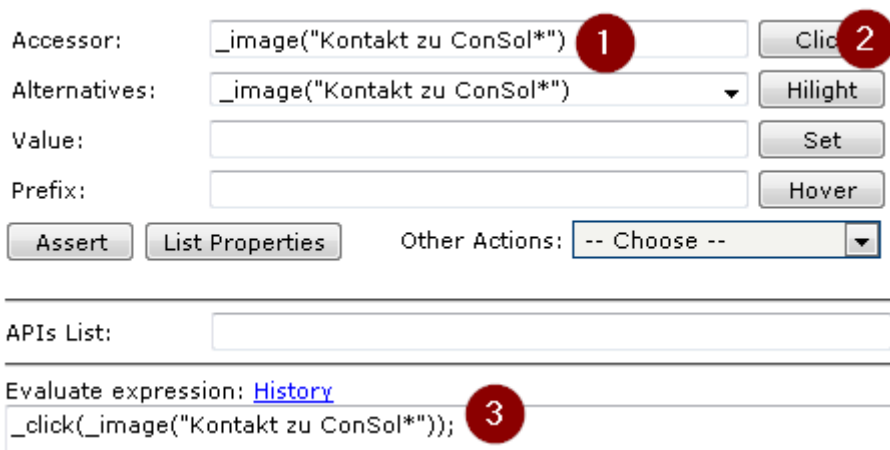 Accessor: _image("Kontakt zu ConSol*") 1 Clic 2
Alternatives: _image("Kontakt zu ConSol*") Hilight
Value: Set
Prefix: Hover
Assert List Properties Other Actions: -- Choose --
APIs List:
Evaluate expression: History
_click(_image("Kontakt zu ConSol*")); 3